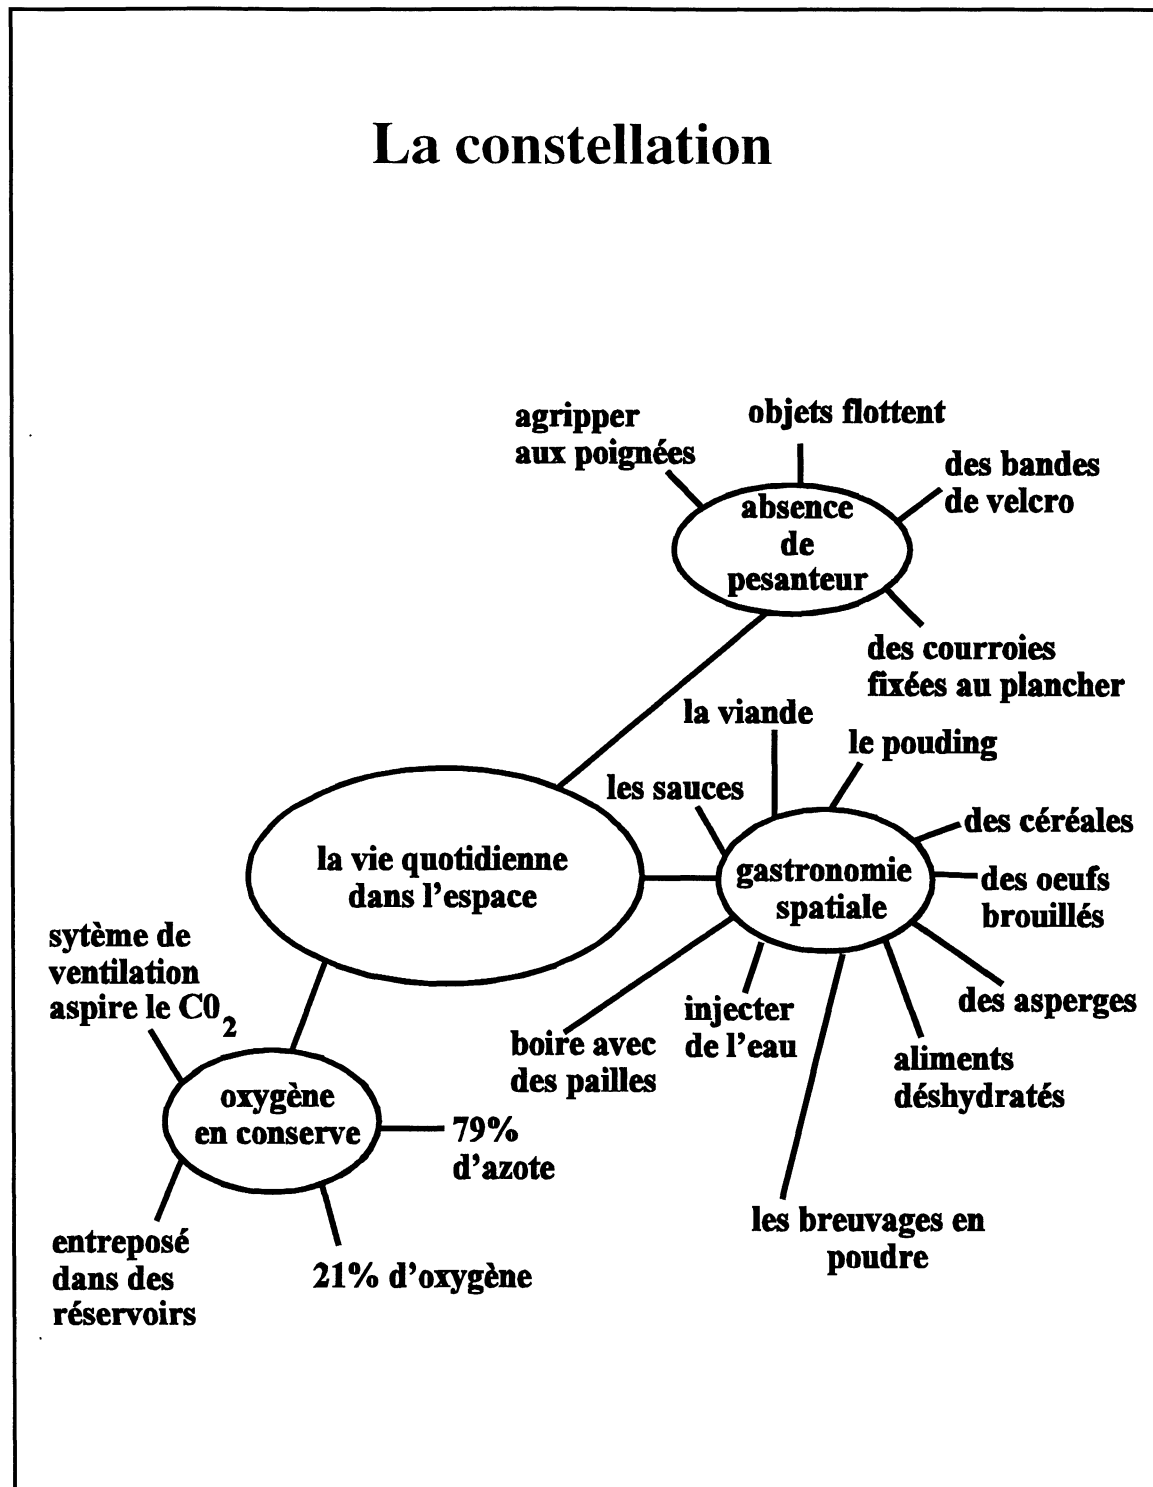 La constellation
agripper
aux poignées
objets flottent
des bandes
de velcro
absence
de
pesanteur
des courroies
fixées au plancher
la viande
le pouding
les sauces
des céréales
la vie quotidienne
dans l'espace
gastronomie
spatiale
des oeufs
brouillés
sytème de
ventilation
aspire le C0₂
des asperges
injecter
de l'eau
boire avec
des pailles
aliments
déshydratés
oxygène
en conserve
79%
d'azote
les breuvages en
poudre
entreposé
dans des
réservoirs
21% d'oxygène